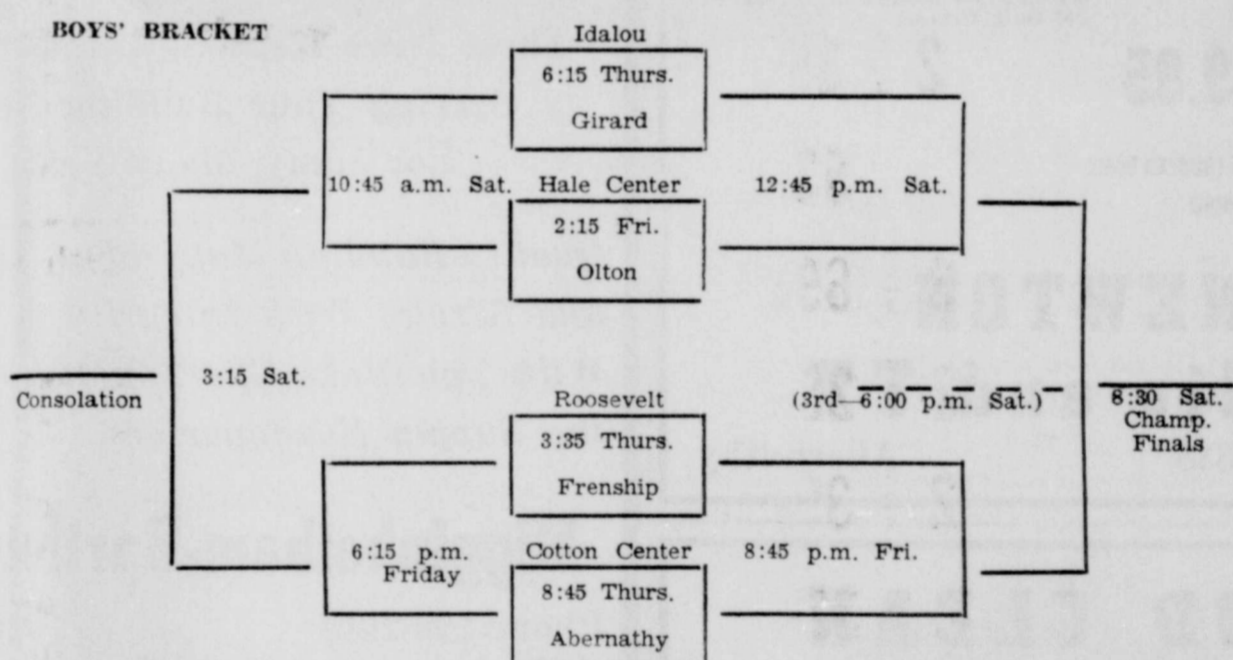 BOYS' BRACKET
Idalou
6:15 Thurs.
Girard
10:45 a.m. Sat.
Hale Center
12:45 p.m. Sat.
2:15 Fri.
Olton
3:15 Sat.
Consolation
Roosevelt
(3rd—6:00 p.m. Sat.)
8:30 Sat.
Champ.
Finals
3:35 Thurs.
Frenship
6:15 p.m.
Friday
Cotton Center
8:45 p.m. Fri.
8:45 Thurs.
Abernathy